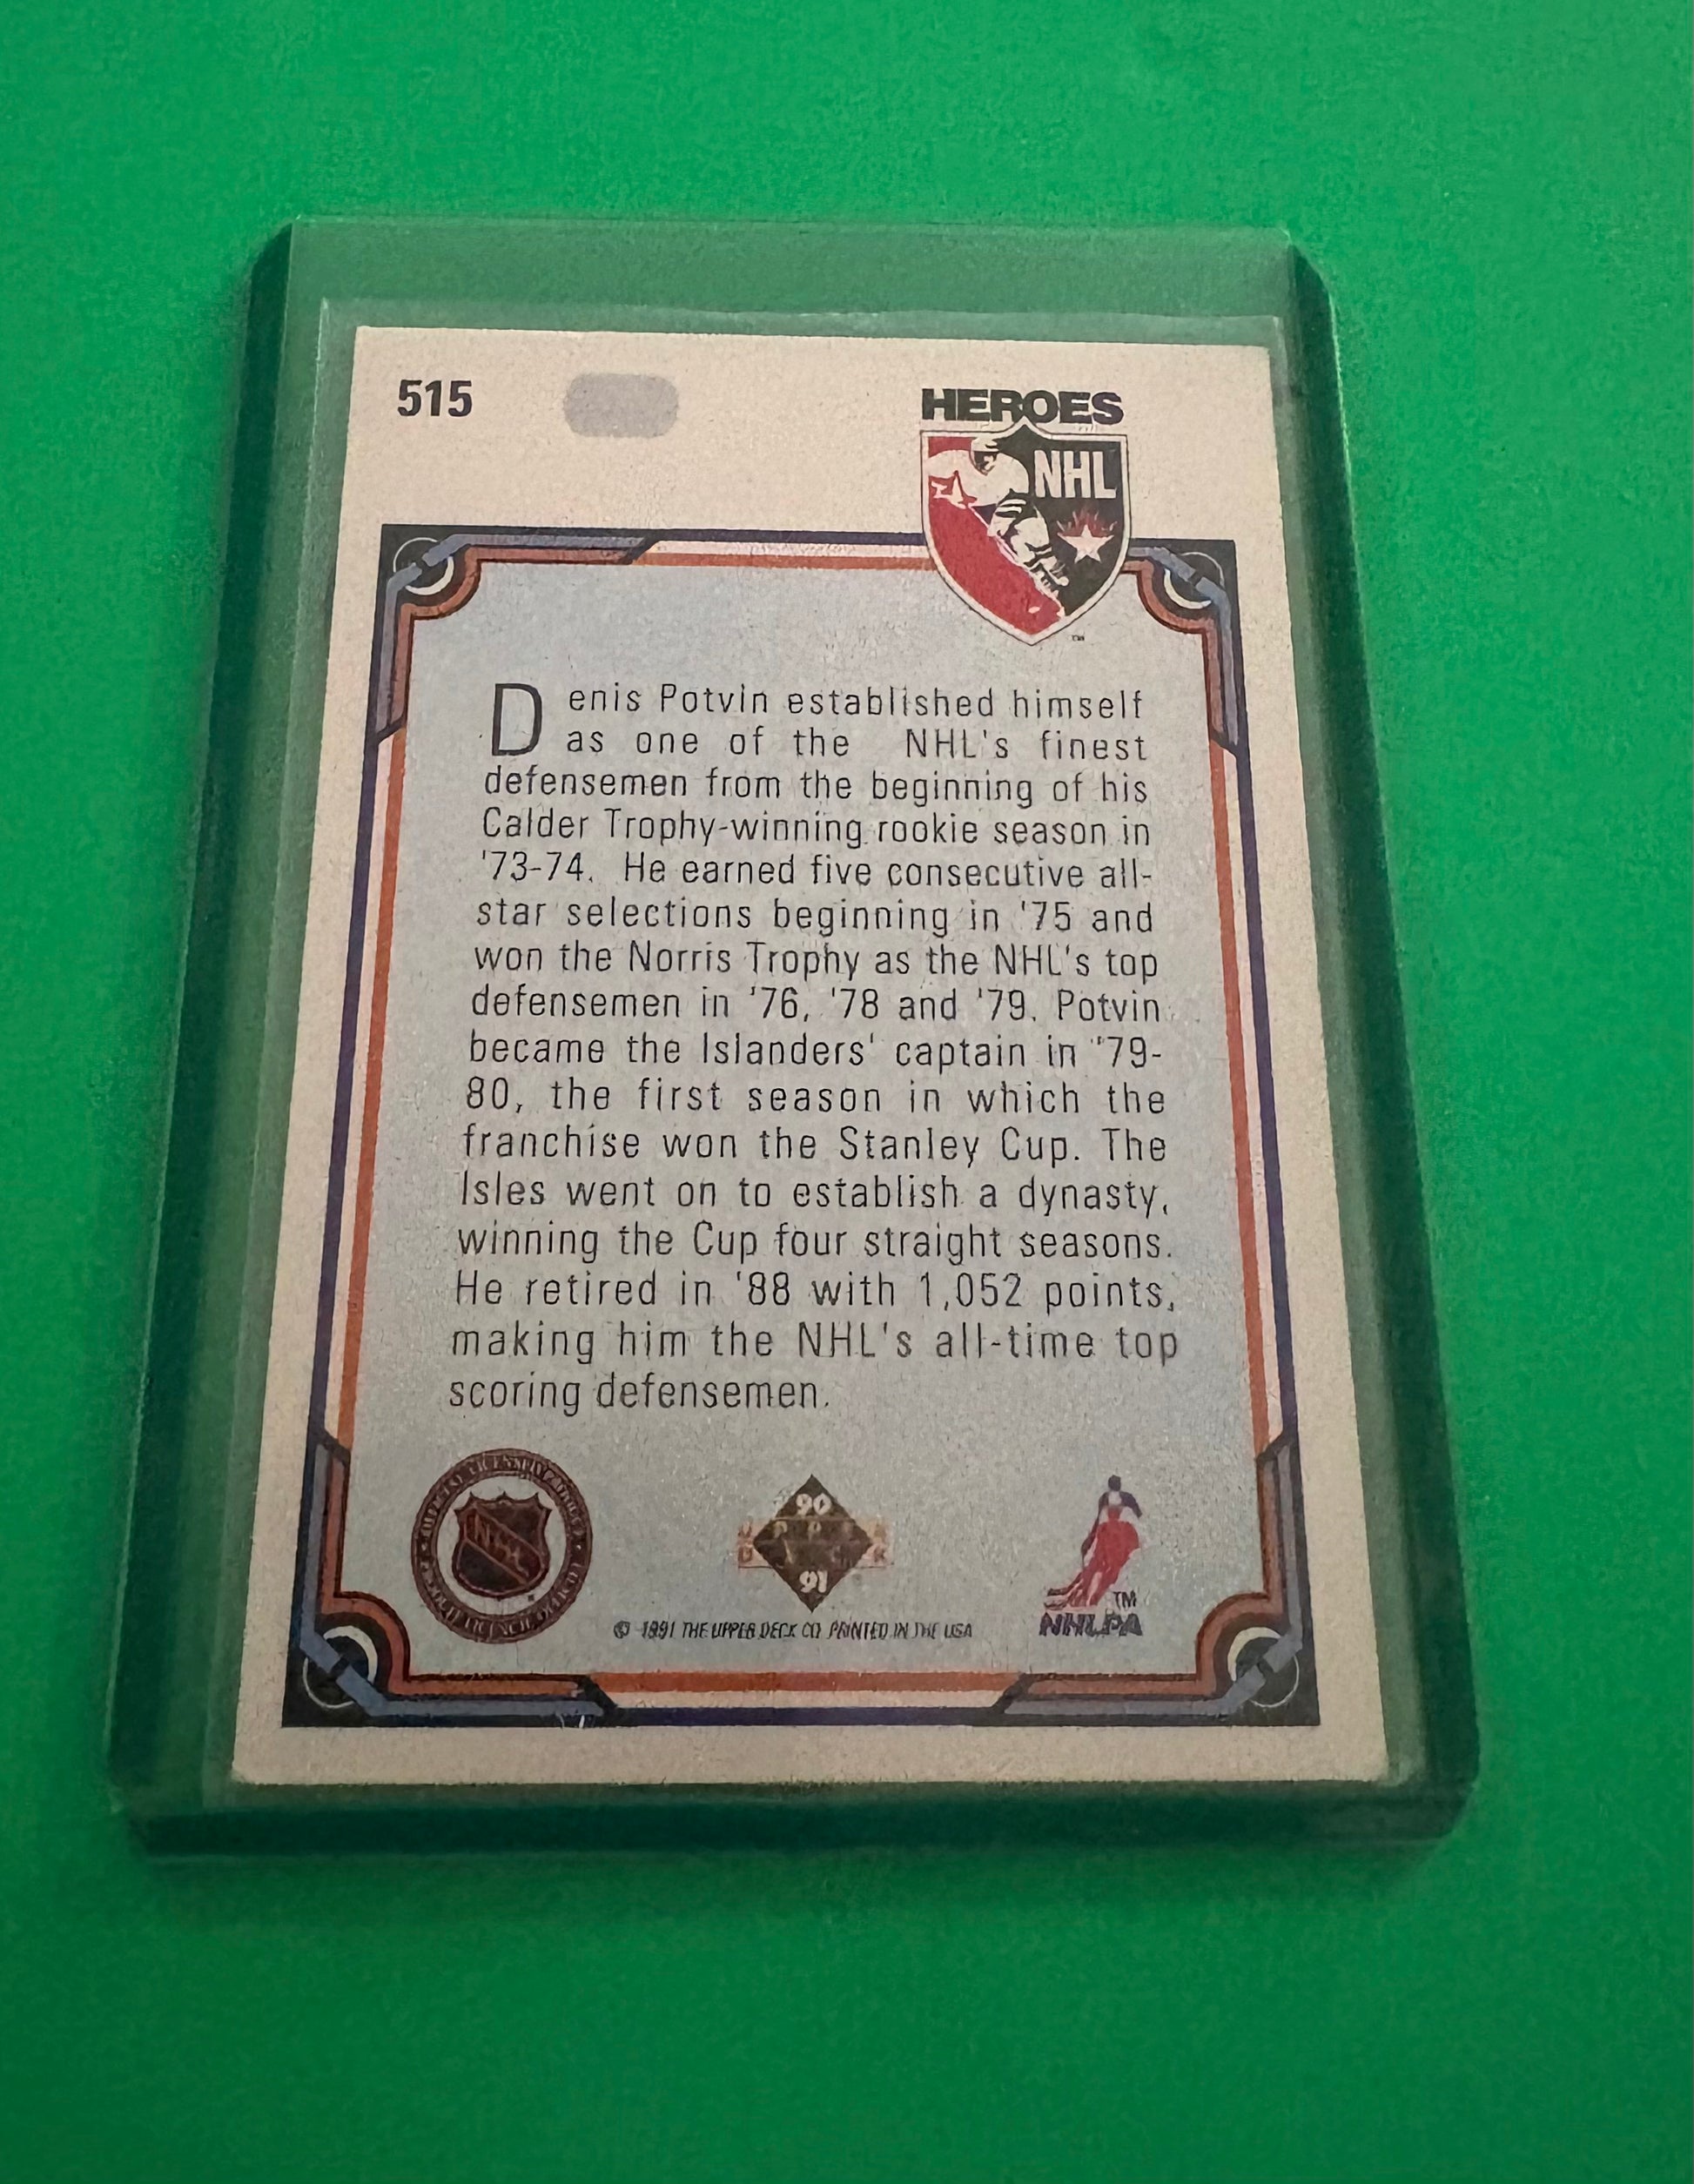 515
HEROES
NHL
TM
Denis Potvin established himself
as one of the NHL's finest
defensemen from the beginning of his
Calder Trophy-winning rookie season in
'73-74. He earned five consecutive all-
star selections beginning in '75 and
won the Norris Trophy as the NHL's top
defensemen in '76, '78 and '79. Potvin
became the Islanders' captain in '79-
80, the first season in which the
franchise won the Stanley Cup. The
Isles went on to establish a dynasty,
winning the Cup four straight seasons.
He retired in '88 with 1,052 points,
making him the NHL's all-time top
scoring defensemen.
NHL
90
91
TM
NHLPA
© 1991 THE UPPER DECK CO. PRINTED IN THE USA